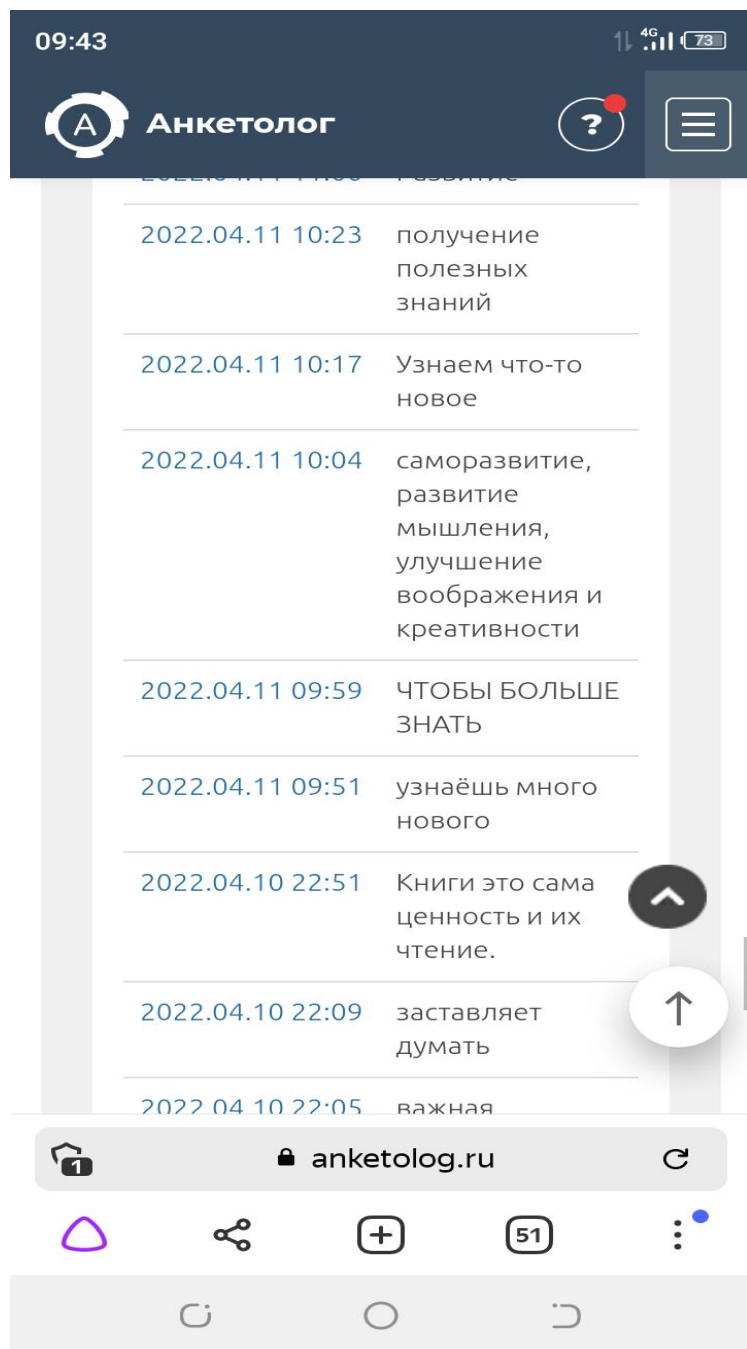 09:43
4G 73
А Анкетолог ?
2022.04.11 10:23 получение
полезных
знаний
2022.04.11 10:17 Узнаем что-то
новое
2022.04.11 10:04 саморазвитие,
развитие
мышления,
улучшение
воображения и
креативности
2022.04.11 09:59 ЧТОБЫ БОЛЬШЕ
ЗНАТЬ
2022.04.11 09:51 узнаёшь много
нового
2022.04.10 22:51 Книги это сама
ценность и их
чтение.
2022.04.10 22:09 заставляет
думать
2022.04.10 22:05 важная
1 anketolog.ru
51